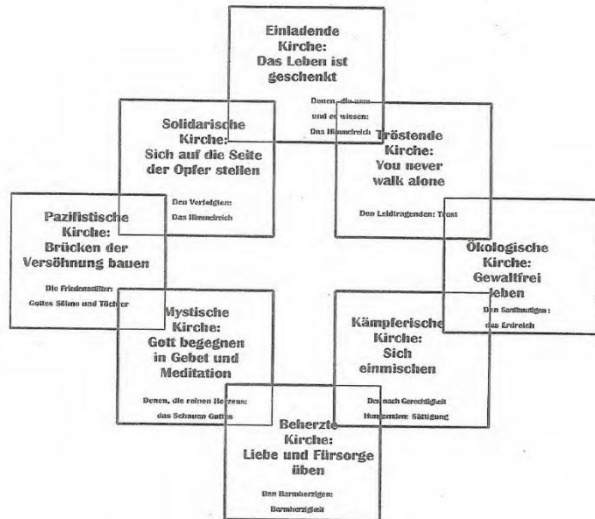 Einladende
Kirche:
Das Leben ist
geschenkt
Denen, die arm
und es wissen:
Das Himmelreich
Tröstende
Kirche:
You never
walk alone
Den Leidtragenden: Trost
Ökologische
Kirche:
Gewaltfrei
leben
Den Sanftmütigen:
das Erdreich
Kämpferische
Kirche:
Sich
einmischen
Den nach Gerechtigkeit
Hungernden: Sättigung
Beherzte
Kirche:
Liebe und Fürsorge
üben
Den Barmherzigen:
Barmherzigkeit
Mystische
Kirche:
Gott begegnen
in Gebet und
Meditation
Denen, die reinen Herzens:
das Schauen Gottes
Pazifistische
Kirche:
Brücken der
Versöhnung bauen
Die Friedensstifter:
Gottes Söhne und Töchter
Solidarische
Kirche:
Sich auf die Seite
der Opfer stellen
Den Verfolgten:
Das Himmelreich